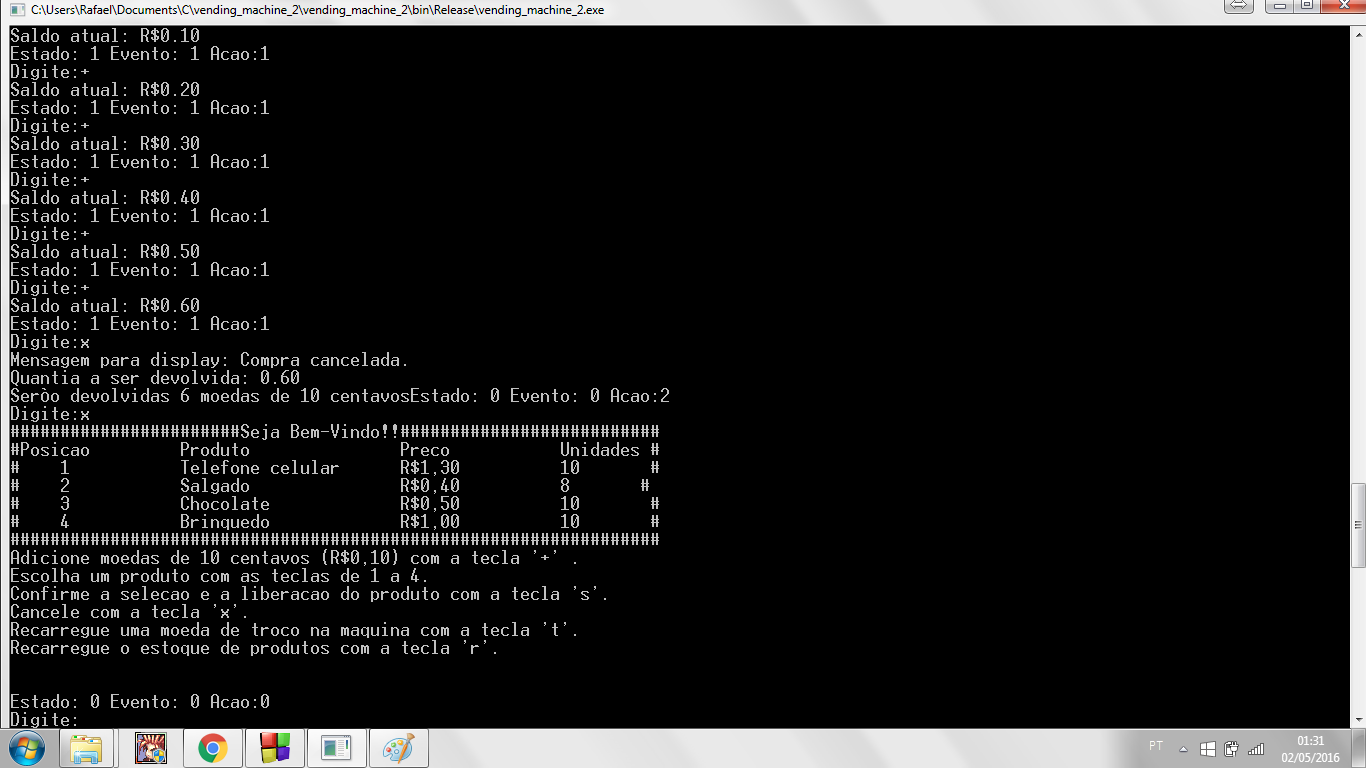 C:\Users\Rafael\Documents\C\vending_machine_2\vending_machine_2\bin\Release\vending_machine_2.exe
Saldo atual: R$0.10
Estado: 1 Evento: 1 Acao:1
Digite:+
Saldo atual: R$0.20
Estado: 1 Evento: 1 Acao:1
Digite:+
Saldo atual: R$0.30
Estado: 1 Evento: 1 Acao:1
Digite:+
Saldo atual: R$0.40
Estado: 1 Evento: 1 Acao:1
Digite:+
Saldo atual: R$0.50
Estado: 1 Evento: 1 Acao:1
Digite:+
Saldo atual: R$0.60
Estado: 1 Evento: 1 Acao:1
Digite:x
Mensagem para display: Compra cancelada.
Quantia a ser devolvida: 0.60
Seròo devolvidas 6 moedas de 10 centavosEstado: 0 Evento: 0 Acao:2
Digite:x
#######################Seja Bem-Vindo!!##########################
#Posicao         Produto               Preco           Unidades #
#    1           Telefone celular      R$1,30          10       #
#    2           Salgado               R$0,40          8       #
#    3           Chocolate             R$0,50          10       #
#    4           Brinquedo             R$1,00          10       #
#################################################################
Adicione moedas de 10 centavos (R$0,10) com a tecla '+' .
Escolha um produto com as teclas de 1 a 4.
Confirme a selecao e a liberacao do produto com a tecla 's'.
Cancele com a tecla 'x'.
Recarregue uma moeda de troco na maquina com a tecla 't'.
Recarregue o estoque de produtos com a tecla 'r'.
Estado: 0 Evento: 0 Acao:0
Digite:
PT
01:31
02/05/2016